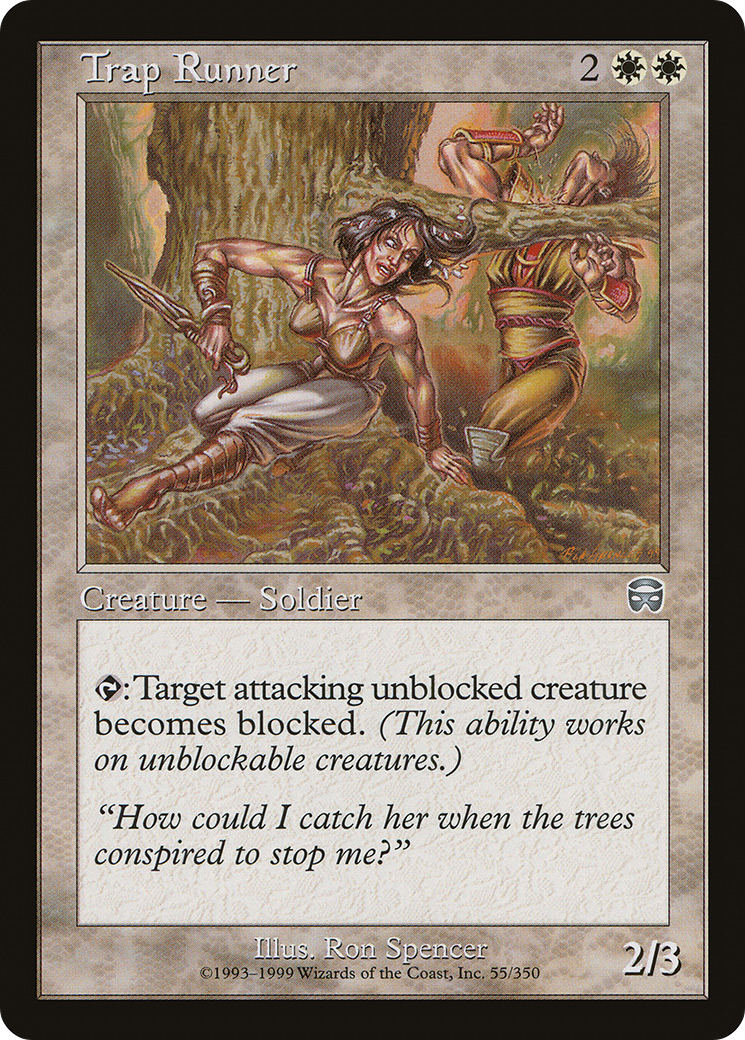 Trap Runner 2
Creature — Soldier
: Target attacking unblocked creature
becomes blocked. (This ability works
on unblockable creatures.)
“How could I catch her when the trees
conspired to stop me?”
Illus. Ron Spencer
©1993–1999 Wizards of the Coast, Inc. 55/350
2/3